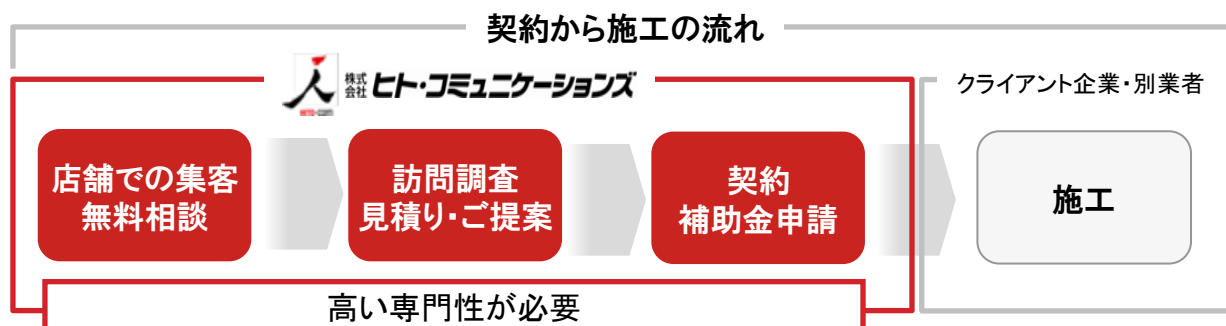 契約から施工の流れ
人 株式会社 ヒト・コミュニケーションズ
クライアント企業・別業者
店舗での集客
無料相談
訪問調査
見積り・ご提案
契約
補助金申請
施工
高い専門性が必要